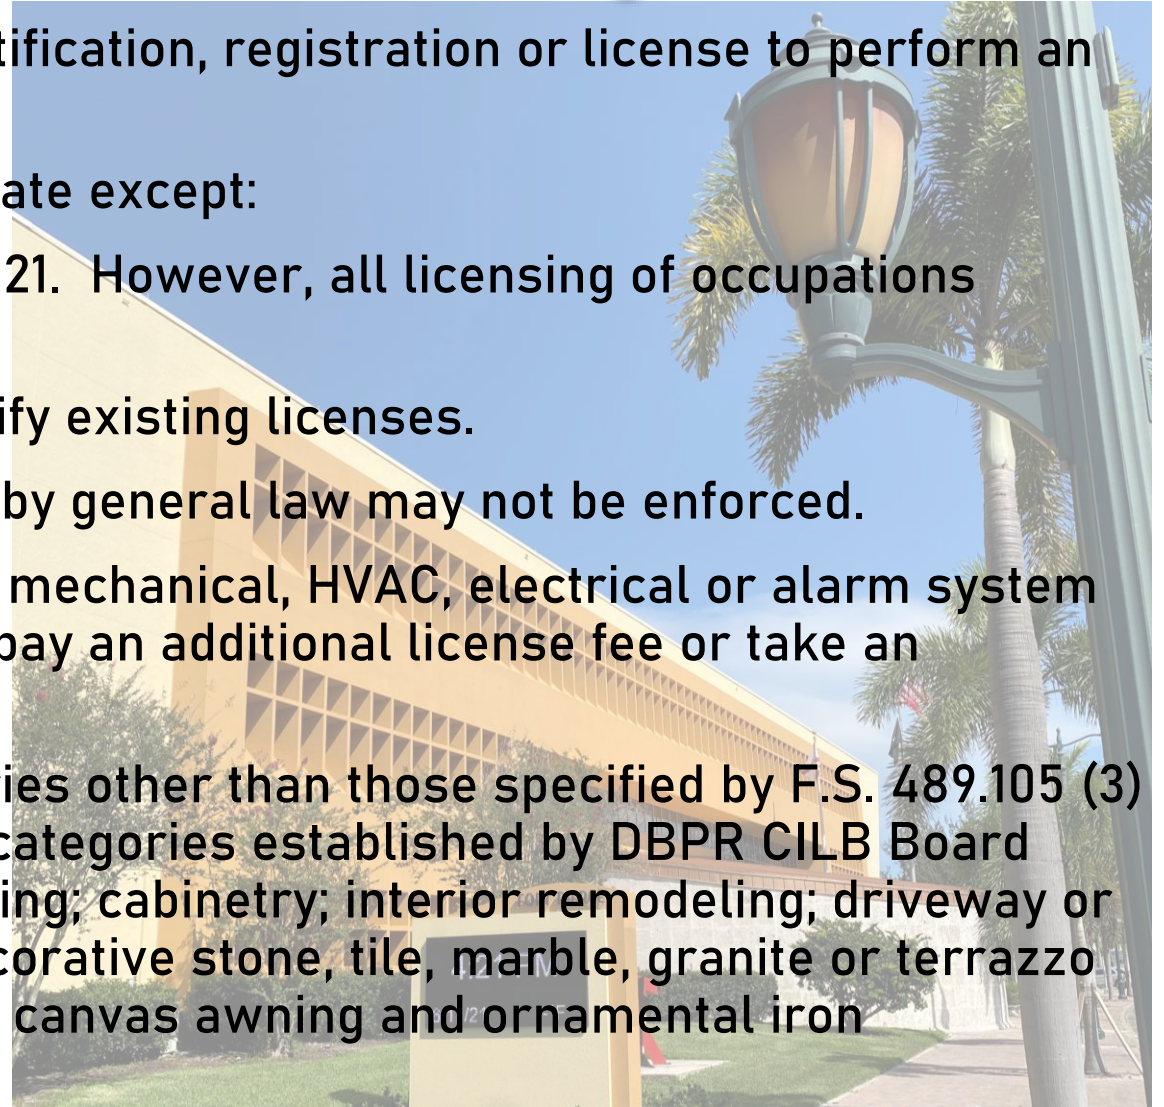 tification, registration or license to perform an
ate except:
21. However, all licensing of occupations
ify existing licenses.
by general law may not be enforced.
mechanical, HVAC, electrical or alarm system
pay an additional license fee or take an
ies other than those specified by F.S. 489.105 (3)
categories established by DBPR CILB Board
ing; cabinetry; interior remodeling; driveway or
corative stone, tile, marble, granite or terrazzo
canvas awning and ornamental iron